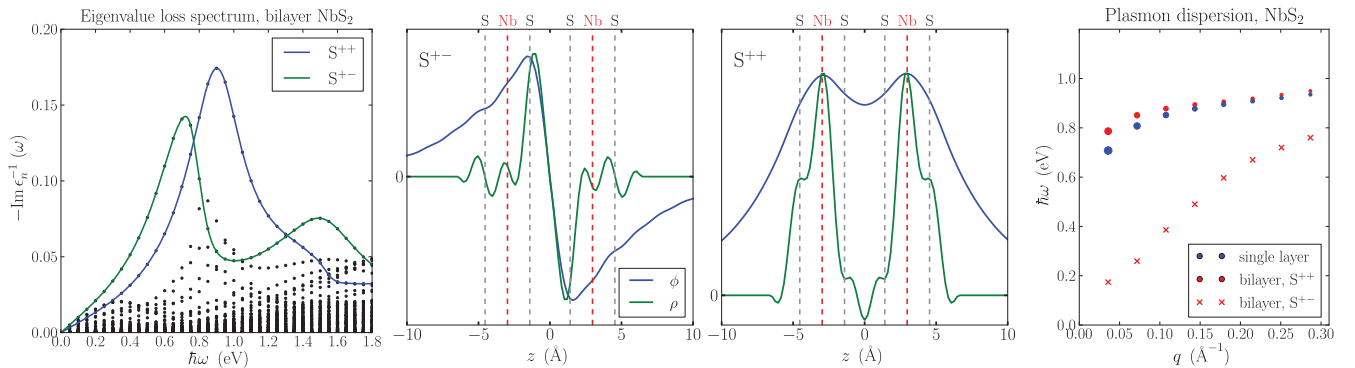 Eigenvalue loss spectrum, bilayer NbS₂
S⁺⁺
S⁺⁻
0.20
0.15
0.10
0.05
0.00
−Im ϵₙ⁻¹ (ω)
0.0 0.2 0.4 0.6 0.8 1.0 1.2 1.4 1.6 1.8
ℏω (eV)
S Nb S S Nb S
S⁺⁻
0
ϕ
ρ
−10 −5 0 5 10
z (Å)
S Nb S S Nb S
S⁺⁺
0
−10 −5 0 5 10
z (Å)
Plasmon dispersion, NbS₂
1.0
0.8
0.6
0.4
0.2
0.0
ℏω (eV)
single layer
bilayer, S⁺⁺
bilayer, S⁺⁻
0.00 0.05 0.10 0.15 0.20 0.25 0.30
q (Å⁻¹)